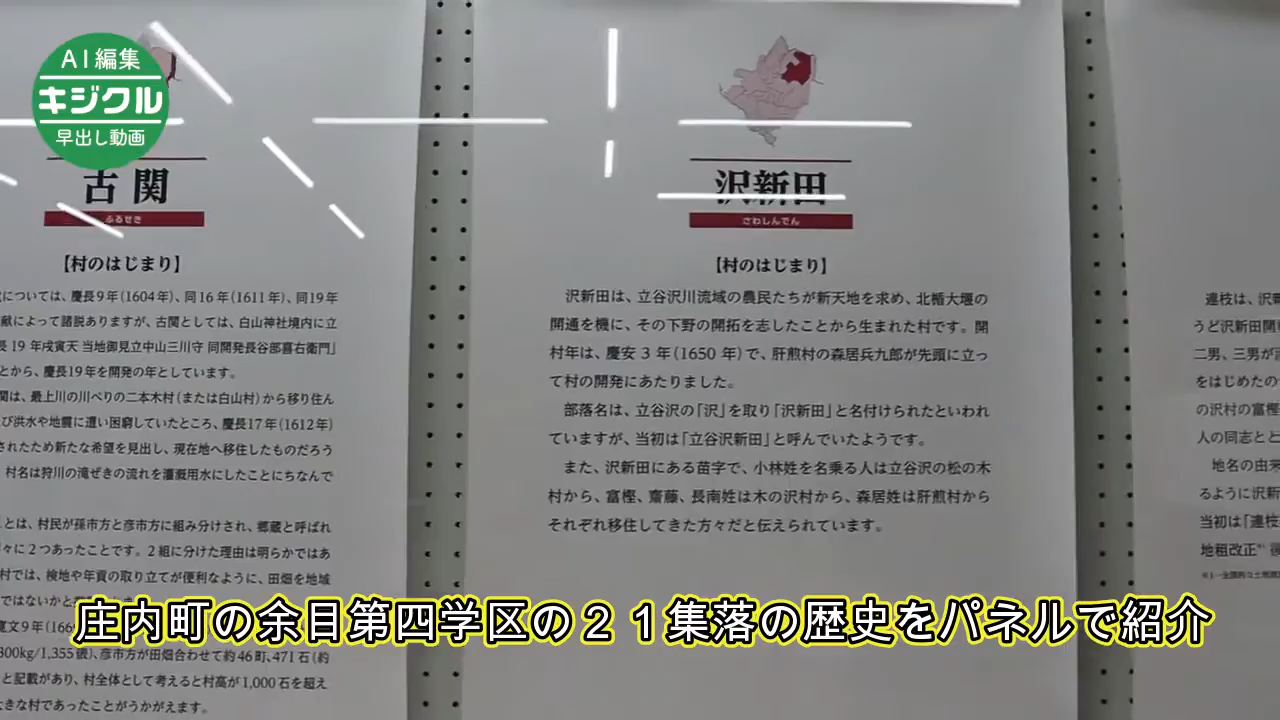 AI編集
キジクル
早出し動画
古関
ふるせき
【村のはじまり】
については、慶長9年(1604年)、同16年(1611年)、同19年
献によって諸説ありますが、古関としては、白山神社境内に立
長19年戌寅天 当地御見立中山三川守 同開発長谷部喜右衛門」
とから、慶長19年を開発の年としています。
関は、最上川の川べりの二本木村(または白山村)から移り住ん
び洪水や地震に遭い困窮していたところ、慶長17年(1612年)
されたため新たな希望を見出し、現在地へ移住したものだろう
村名は狩川の滝ぜきの流れを灌漑用水にしたことにちなんで
とは、村民が孫市方と彦市方に組み分けされ、郷蔵と呼ばれ
々に2つあったことです。2組に分けた理由は明らかではあ
村では、検地や年貢の取り立てが便利なように、田畑を地域
ではないかと
寛文9年
300kg/1,355俵)、彦市方が田畑合わせて約46町、471石(約
と記載があり、村全体として考えると村高が1,000石を超え
大きな村であったことがうかがえます。
沢新田
さわしんでん
【村のはじまり】
沢新田は、立谷沢川流域の農民たちが新天地を求め、北楯大堰の
開通を機に、その下野の開拓を志したことから生まれた村です。開
村年は、慶安3年(1650年)で、肝煎村の森居兵九郎が先頭に立っ
て村の開発にあたりました。
部落名は、立谷沢の「沢」を取り「沢新田」と名付けられたといわれ
ていますが、当初は「立谷沢新田」と呼んでいたようです。
また、沢新田にある苗字で、小林姓を名乗る人は立谷沢の松の木
村から、富樫、齋藤、長南姓は木の沢村から、森居姓は肝煎村から
それぞれ移住してきた方々だと伝えられています。
連枝は、沢新
うど沢新田開
二男、三男が
をはじめたの
の沢村の富樫
人の同志とと
地名の由来
るように沢新
当初は「連枝
地租改正
庄内町の余目第四学区の２１集落の歴史をパネルで紹介